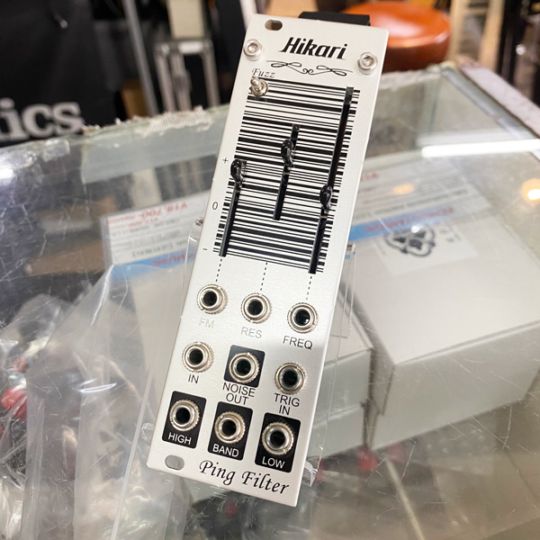 ics
Hikari
Fuzz
+
0
-
FM
RES
FREQ
IN
NOISE
OUT
TRIG
IN
HIGH
BAND
LOW
Ping Filter